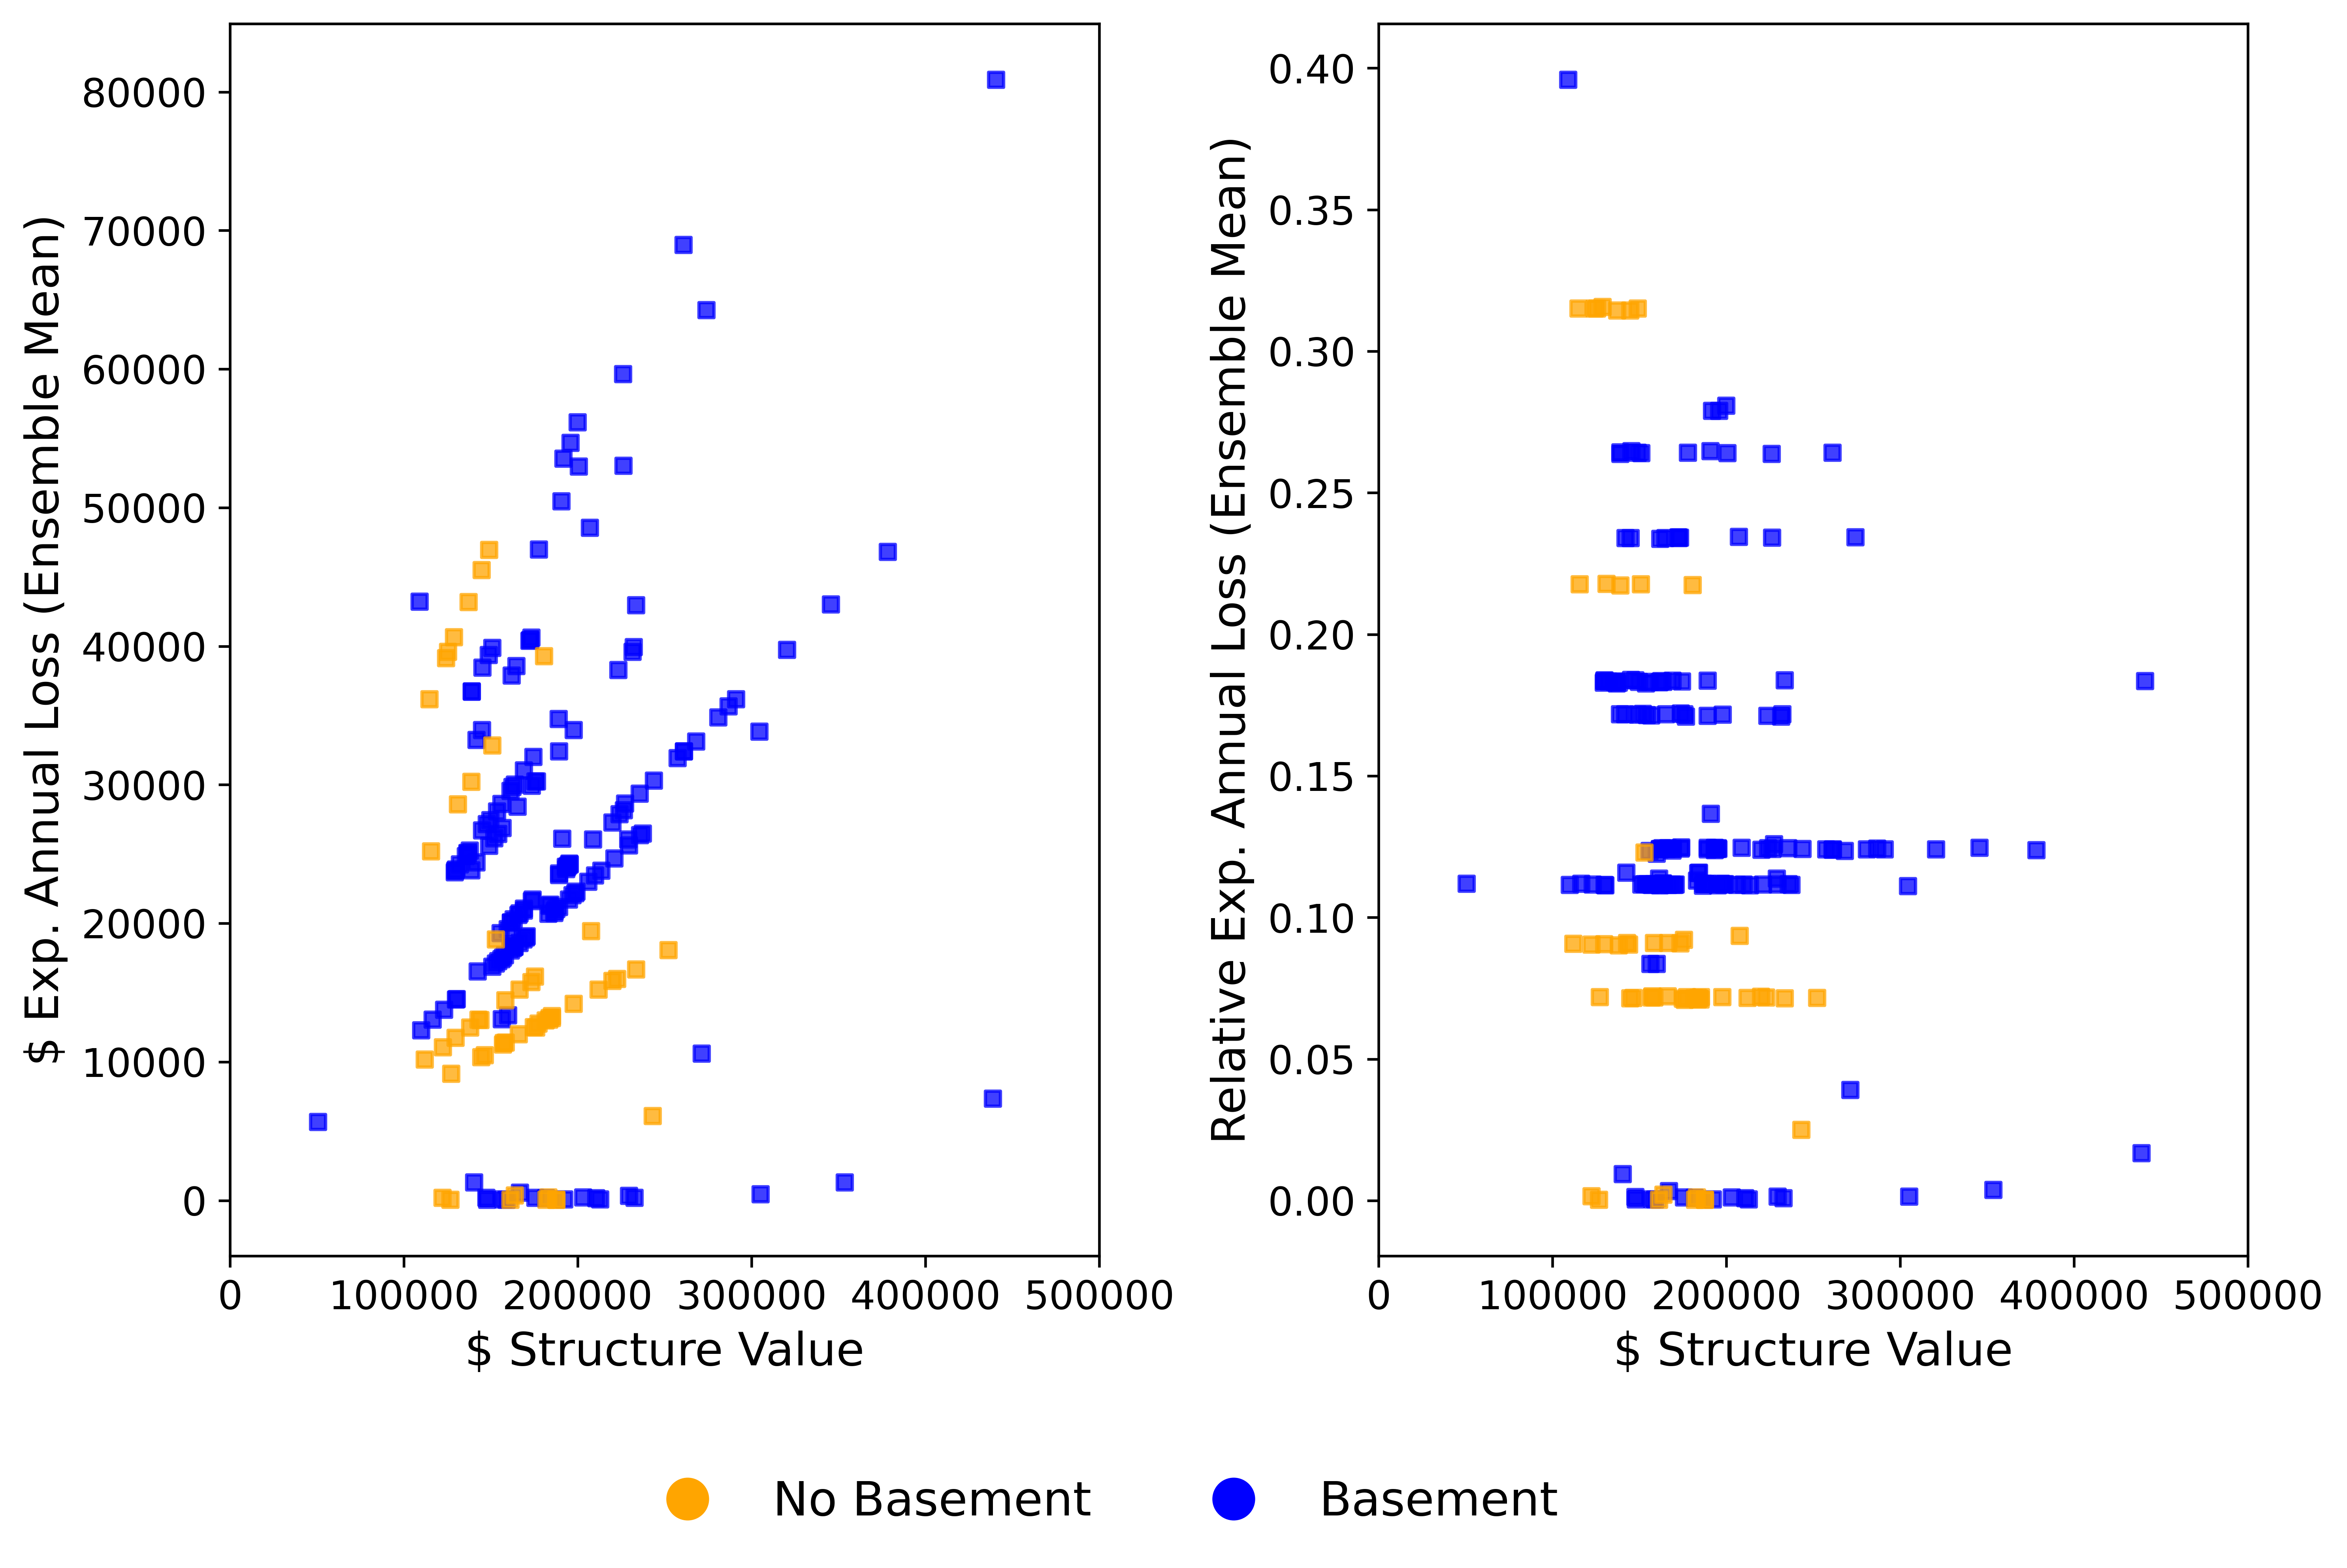 $ Exp. Annual Loss (Ensemble Mean)
80000
70000
60000
50000
40000
30000
20000
10000
0
0 100000 200000 300000 400000 500000
$ Structure Value
Relative Exp. Annual Loss (Ensemble Mean)
0.40
0.35
0.30
0.25
0.20
0.15
0.10
0.05
0.00
0 100000 200000 300000 400000 500000
$ Structure Value
No Basement Basement